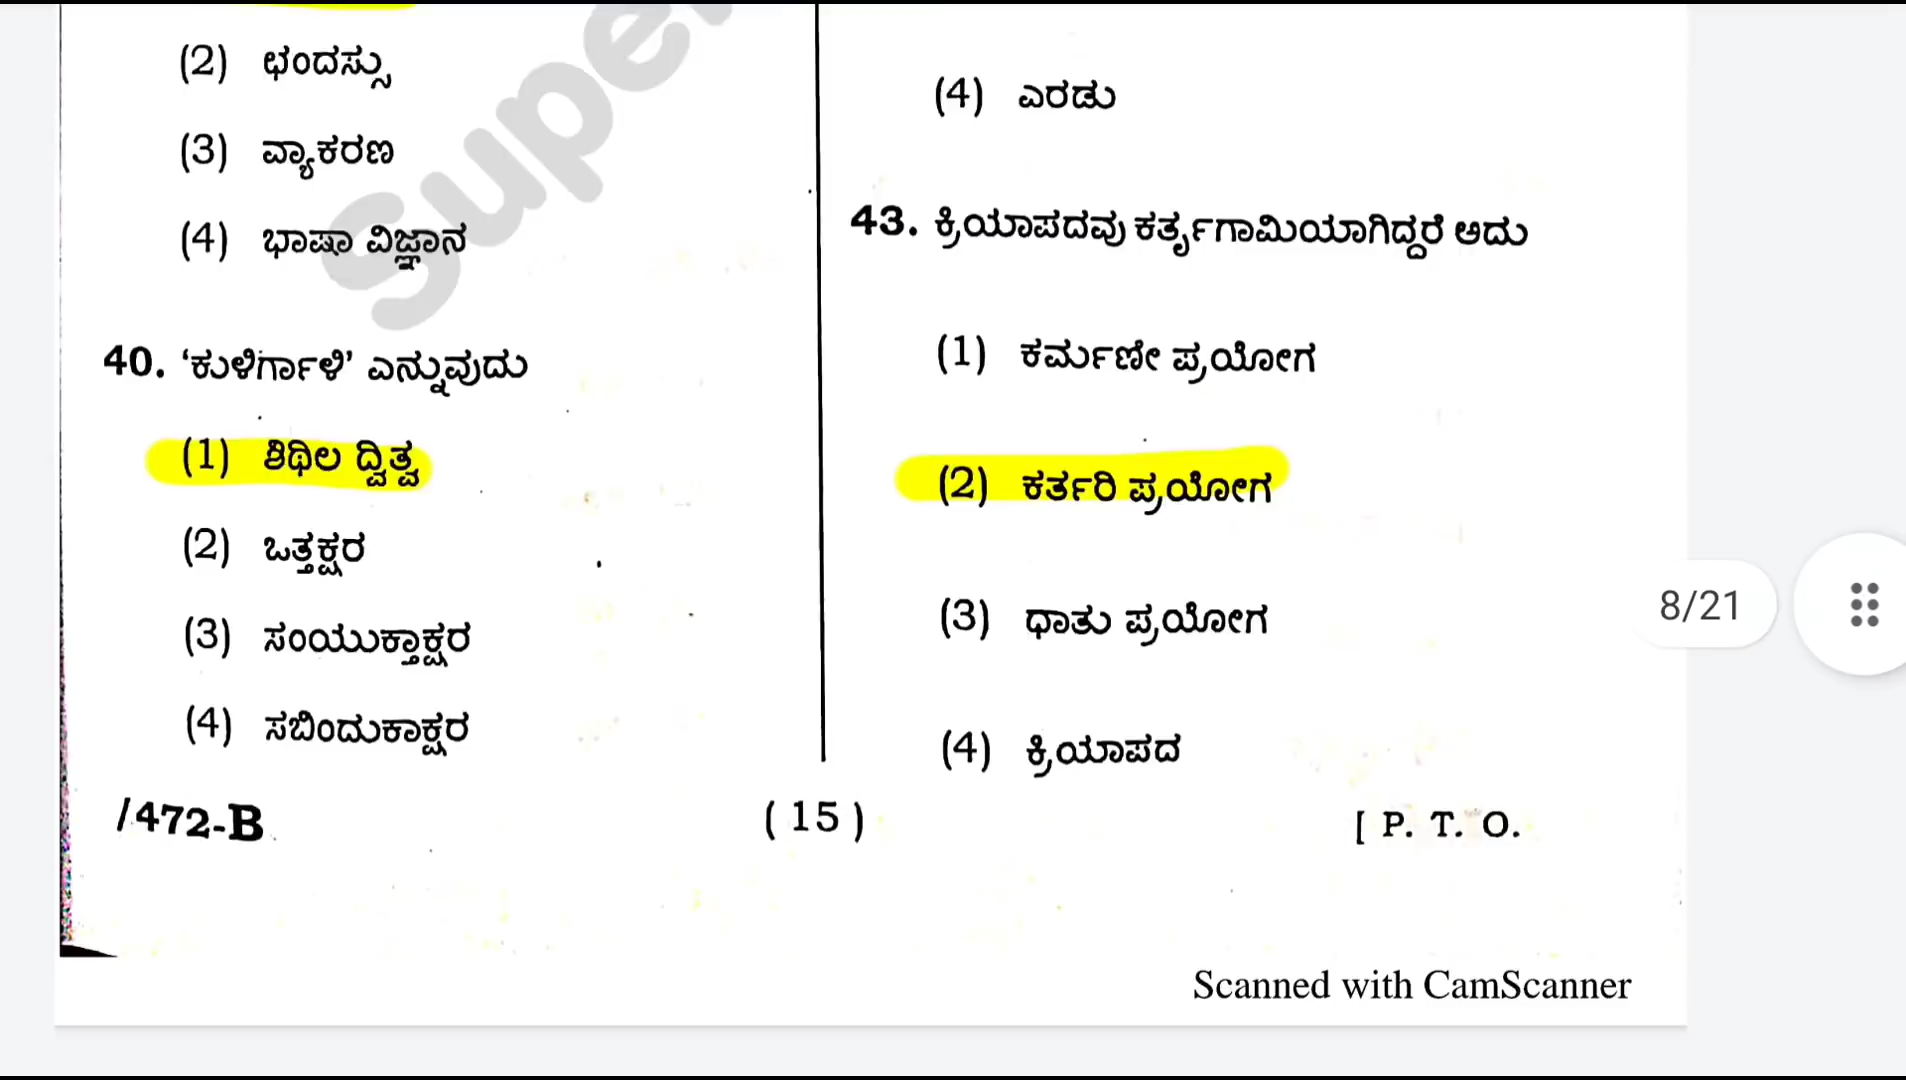 (2) ಛಂದಸ್ಸು
(3) ವ್ಯಾಕರಣ
(4) ಭಾಷಾ ವಿಜ್ಞಾನ
40. ‘ಕುಳಿರ್ಗಾಳಿ’ ಎನ್ನುವುದು
(1) ಶಿಥಿಲ ದ್ವಿತ್ವ
(2) ಒತ್ತಕ್ಷರ
(3) ಸಂಯುಕ್ತಾಕ್ಷರ
(4) ಸಬಿಂದುಕಾಕ್ಷರ
(4) ಎರಡು
43. ಕ್ರಿಯಾಪದವು ಕರ್ತೃಗಾಮಿಯಾಗಿದ್ದರೆ ಅದು
(1) ಕರ್ಮಣೀ ಪ್ರಯೋಗ
(2) ಕರ್ತರಿ ಪ್ರಯೋಗ
(3) ಧಾತು ಪ್ರಯೋಗ
(4) ಕ್ರಿಯಾಪದ
/472-B
( 15 )
[ P. T. O.
8/21
Scanned with CamScanner